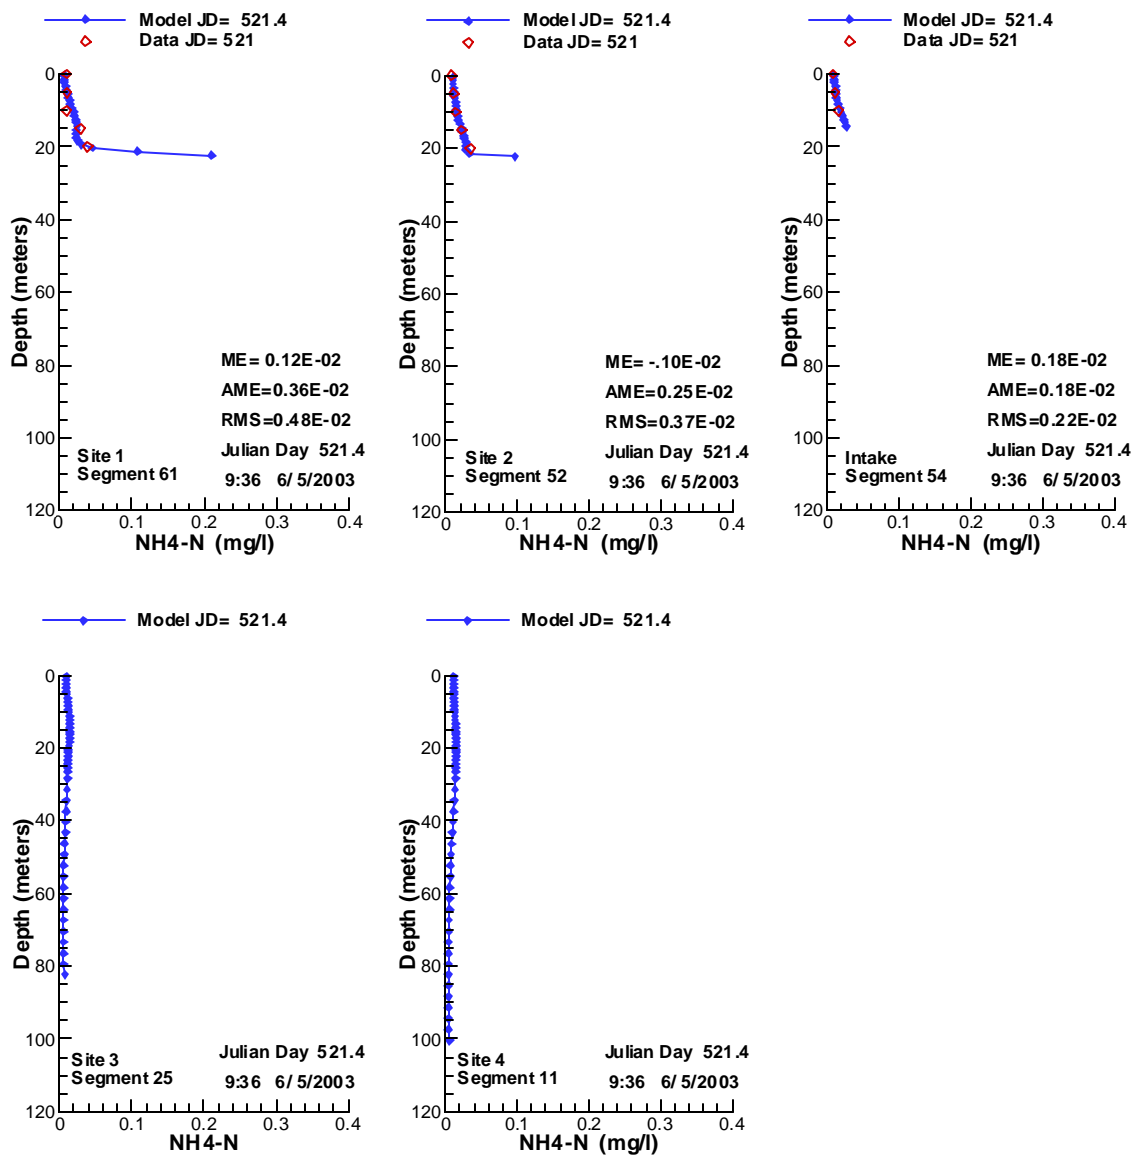 Model JD= 521.4
Data JD= 521
0
20
40
60
80
100
120
Depth (meters)
ME= 0.12E-02
AME=0.36E-02
RMS=0.48E-02
Site 1
Segment 61
Julian Day 521.4
9:36 6/ 5/2003
0 0.1 0.2 0.3 0.4
NH4-N (mg/l)
Model JD= 521.4
Data JD= 521
0
20
40
60
80
100
120
Depth (meters)
ME= -.10E-02
AME=0.25E-02
RMS=0.37E-02
Site 2
Segment 52
Julian Day 521.4
9:36 6/ 5/2003
0 0.1 0.2 0.3 0.4
NH4-N (mg/l)
Model JD= 521.4
Data JD= 521
0
20
40
60
80
100
120
Depth (meters)
ME= 0.18E-02
AME=0.18E-02
RMS=0.22E-02
Intake
Segment 54
Julian Day 521.4
9:36 6/ 5/2003
0 0.1 0.2 0.3 0.4
NH4-N (mg/l)
Model JD= 521.4
0
20
40
60
80
100
120
Depth (meters)
Site 3
Segment 25
Julian Day 521.4
9:36 6/ 5/2003
0 0.1 0.2 0.3 0.4
NH4-N
Model JD= 521.4
0
20
40
60
80
100
120
Depth (meters)
Site 4
Segment 11
Julian Day 521.4
9:36 6/ 5/2003
0 0.1 0.2 0.3 0.4
NH4-N (mg/l)